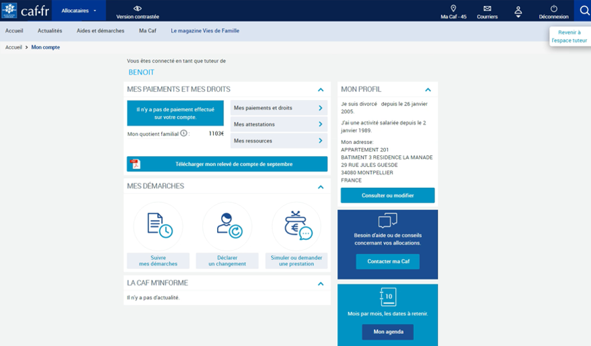 caf.fr
Allocataires
Version contrastée
Ma Caf - 45
Courriers
Déconnexion
Accueil
Actualités
Aides et démarches
Ma Caf
Le magazine Vies de Famille
Revenir à
l'espace tuteur
Accueil > Mon compte
Vous êtes connecté en tant que tuteur de
BENOIT
MES PAIEMENTS ET MES DROITS
Il n'y a pas de paiement effectué
sur votre compte.
Mon quotient familial
1103€
Mes paiements et droits
Mes attestations
Mes ressources
Télécharger mon relevé de compte de septembre
MES DÉMARCHES
Suivre
mes démarches
Déclarer
un changement
Simuler ou demander
une prestation
LA CAF M'INFORME
Il n'y a pas d'actualité
MON PROFIL
Je suis divorcé depuis le 26 janvier
2005.
J'ai une activité salariée depuis le 2
janvier 1989.
Mon adresse:
APPARTEMENT 201
BATIMENT 3 RESIDENCE LA MANADE
29 RUE JULES GUESDE
34080 MONTPELLIER
FRANCE
Consulter ou modifier
Besoin d'aide ou de conseils
concernant vos allocations.
Contacter ma Caf
10
Mois par mois, les dates à retenir.
Mon agenda